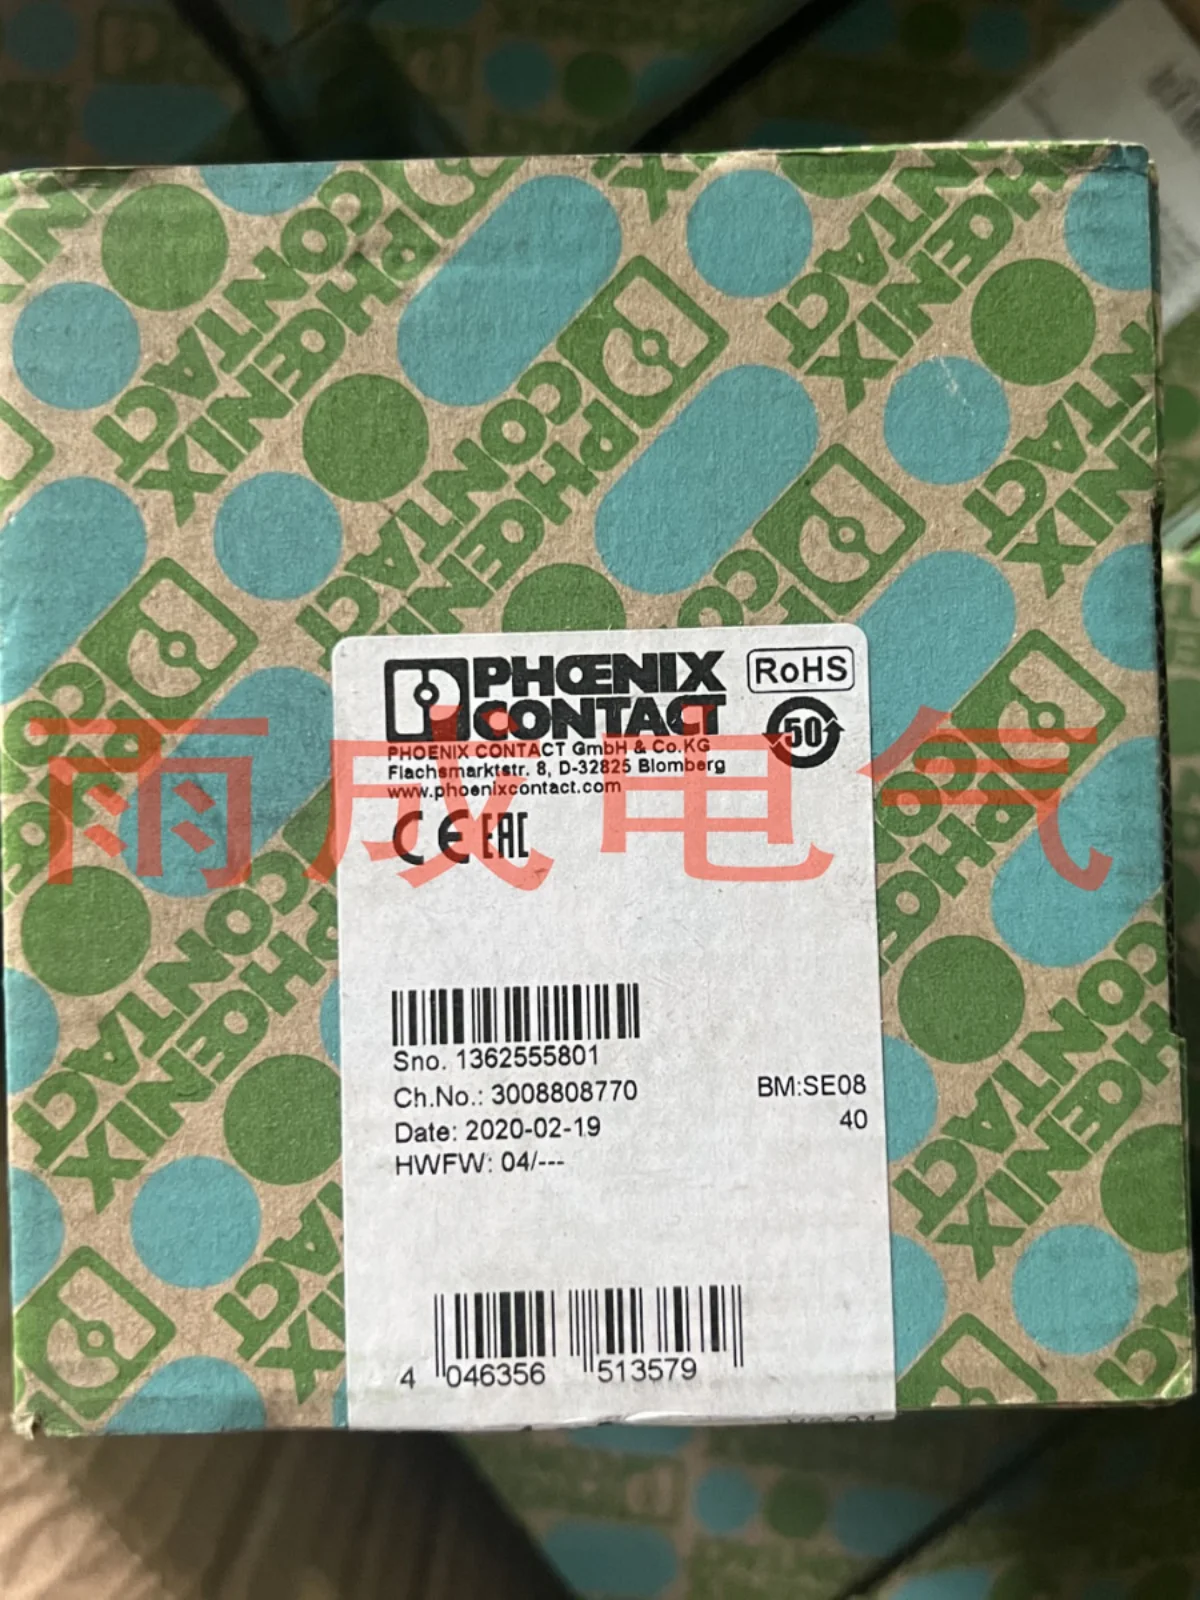 PHŒNIX
CONTACT
RoHS
50
PHOENIX CONTACT GmbH & Co.KG
Flachsmarktstr. 8, D-32825 Blomberg
www.phoenixcontact.com
CE EAC
雨成电气
Sno. 1362555801
Ch.No.: 3008808770
BM:SE08
Date: 2020-02-19
40
HWFW: 04/---
4 046356 513579